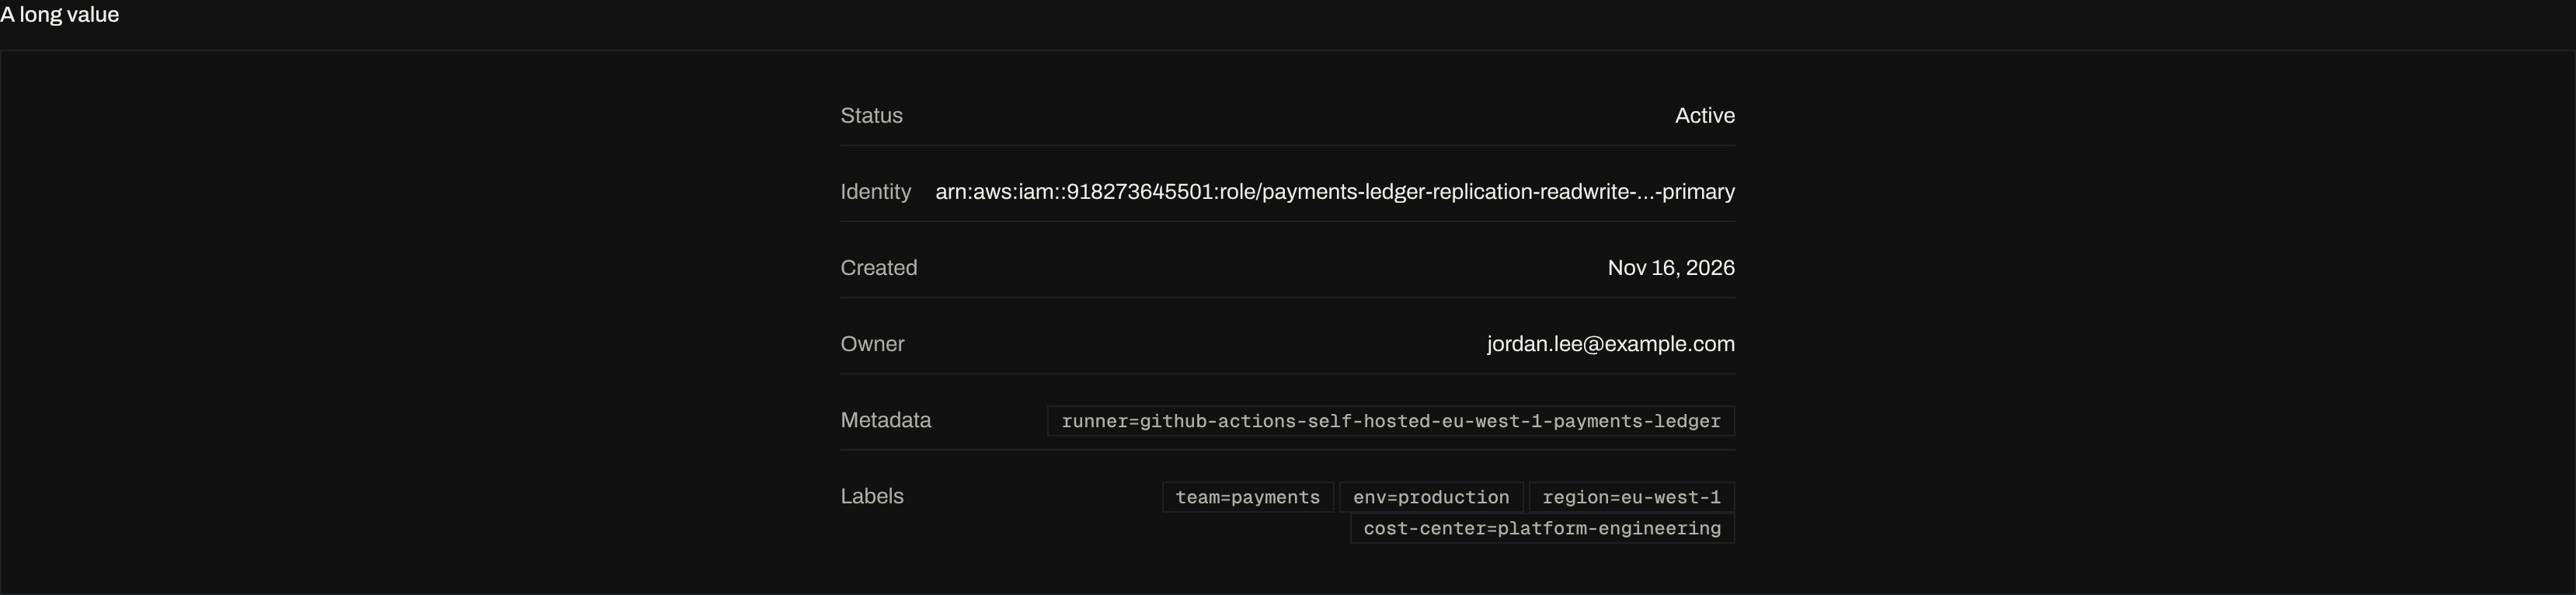 A long value
Status Active
Identity arn:aws:iam::918273645501:role/payments-ledger-replication-readwrite-...-primary
Created Nov 16, 2026
Owner jordan.lee@example.com
Metadata runner=github-actions-self-hosted-eu-west-1-payments-ledger
Labels team=payments env=production region=eu-west-1
cost-center=platform-engineering